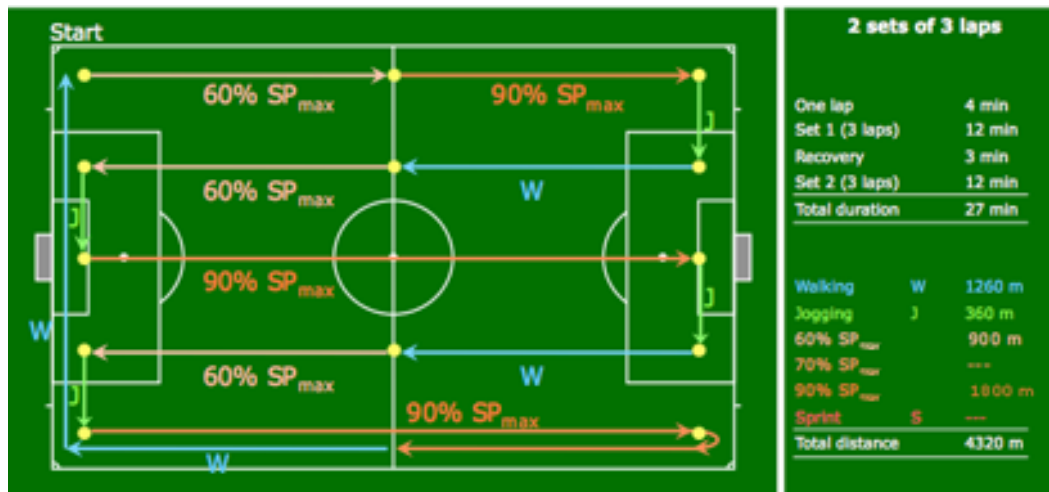 Start
60% SPmax
90% SPmax
J
60% SPmax
W
J
90% SPmax
J
W
60% SPmax
W
J
90% SPmax
W
2 sets of 3 laps
One lap 4 min
Set 1 (3 laps) 12 min
Recovery 3 min
Set 2 (3 laps) 12 min
Total duration 27 min
Walking W 1260 m
Jogging J 360 m
60% SPmax 900 m
70% SPmax ---
90% SPmax 1800 m
Sprint S ---
Total distance 4320 m